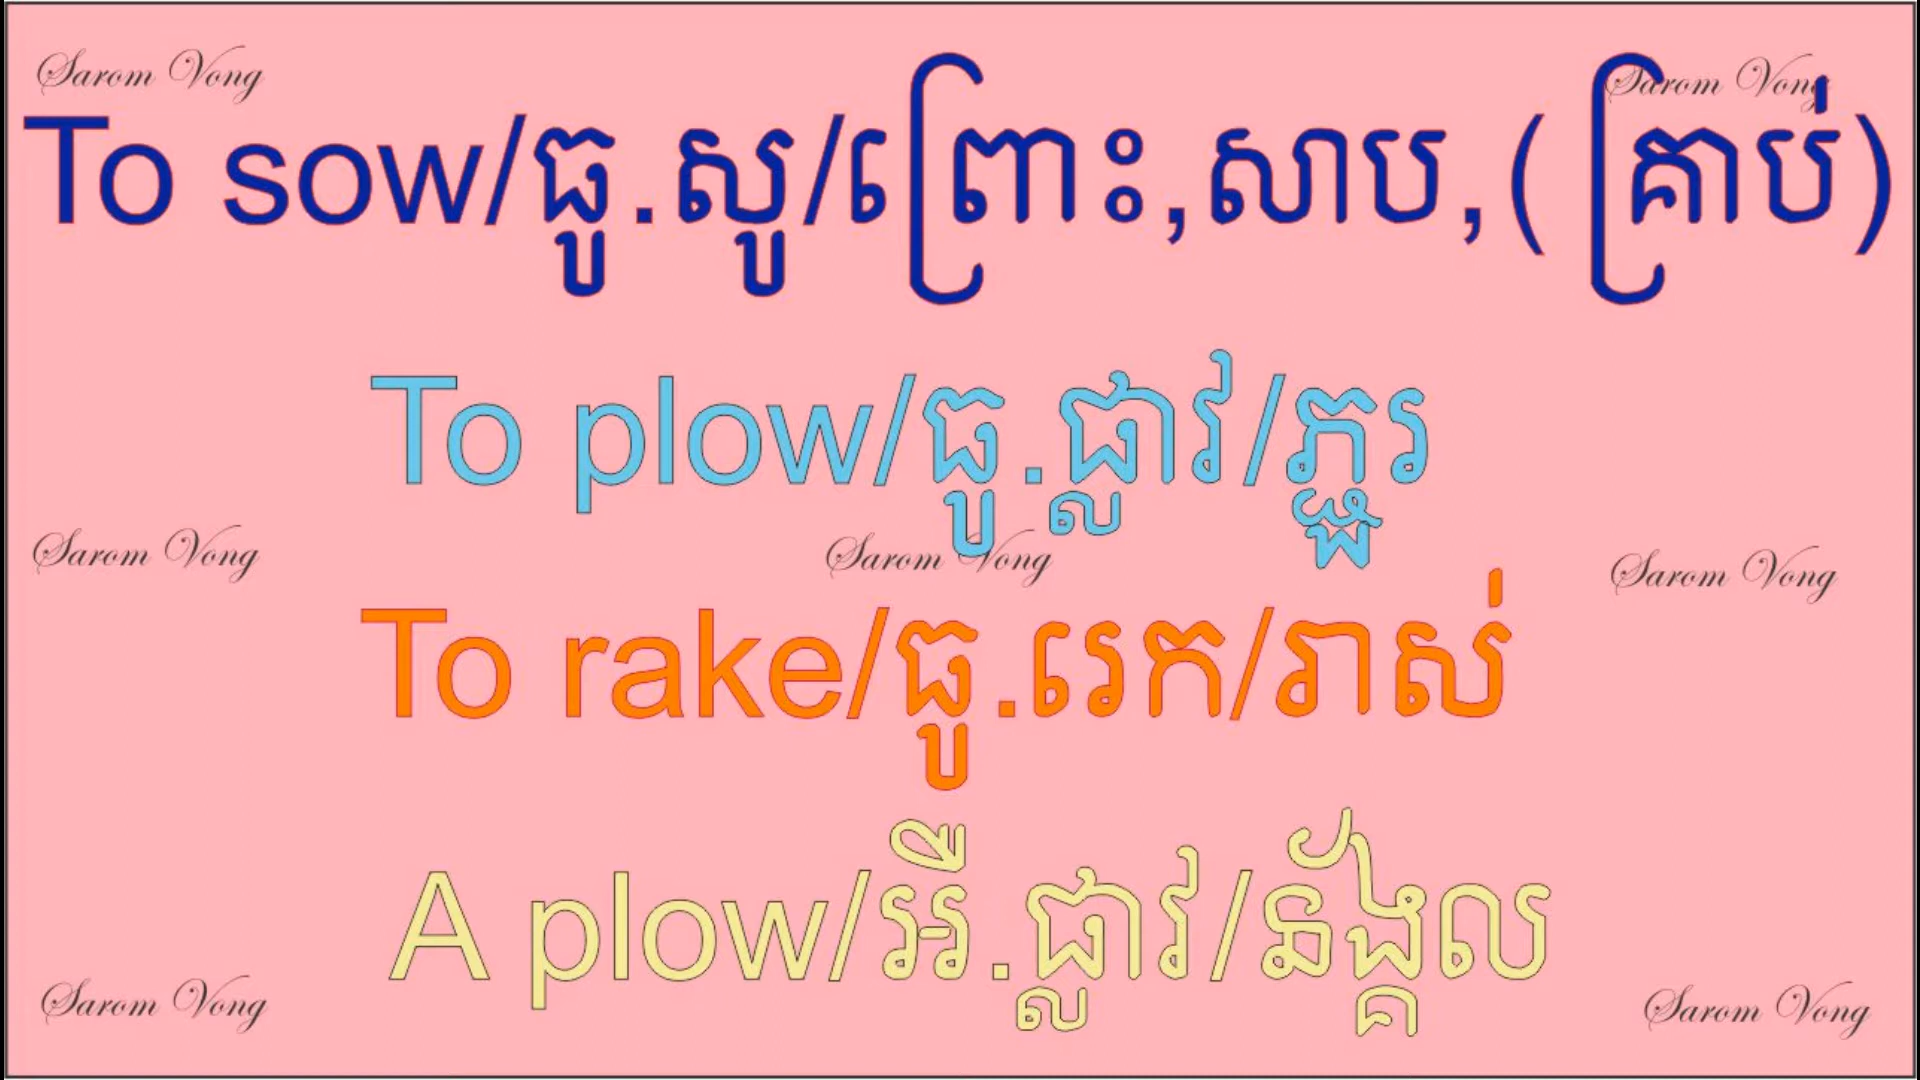 Sarom Vong Sarom Vong
To sow/ធូ.សូ/ព្រោះ,សាប,( គ្រាប់)
To plow/ធូ.ផ្លាវ/ភ្ជួរ
Sarom Vong Sarom Vong Sarom Vong
To rake/ធូ.រេក/រាស់
A plow/អឺ.ផ្លាវ/នង្គ័ល
Sarom Vong Sarom Vong